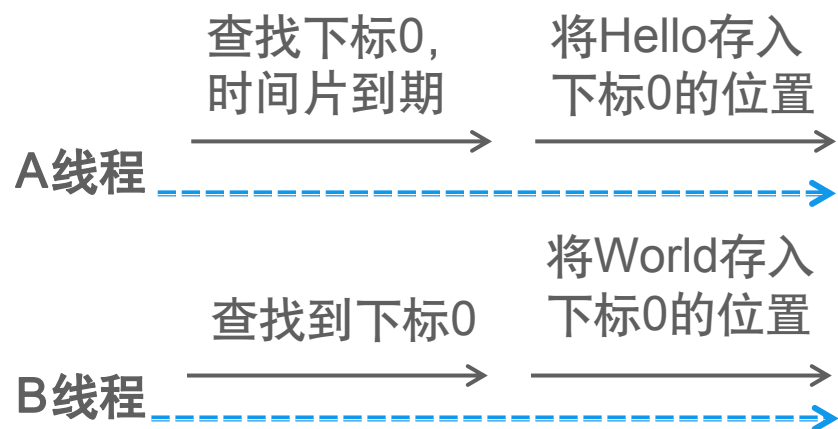 查找下标0,
时间片到期
将Hello存入
下标0的位置
A线程
查找到下标0
将World存入
下标0的位置
B线程